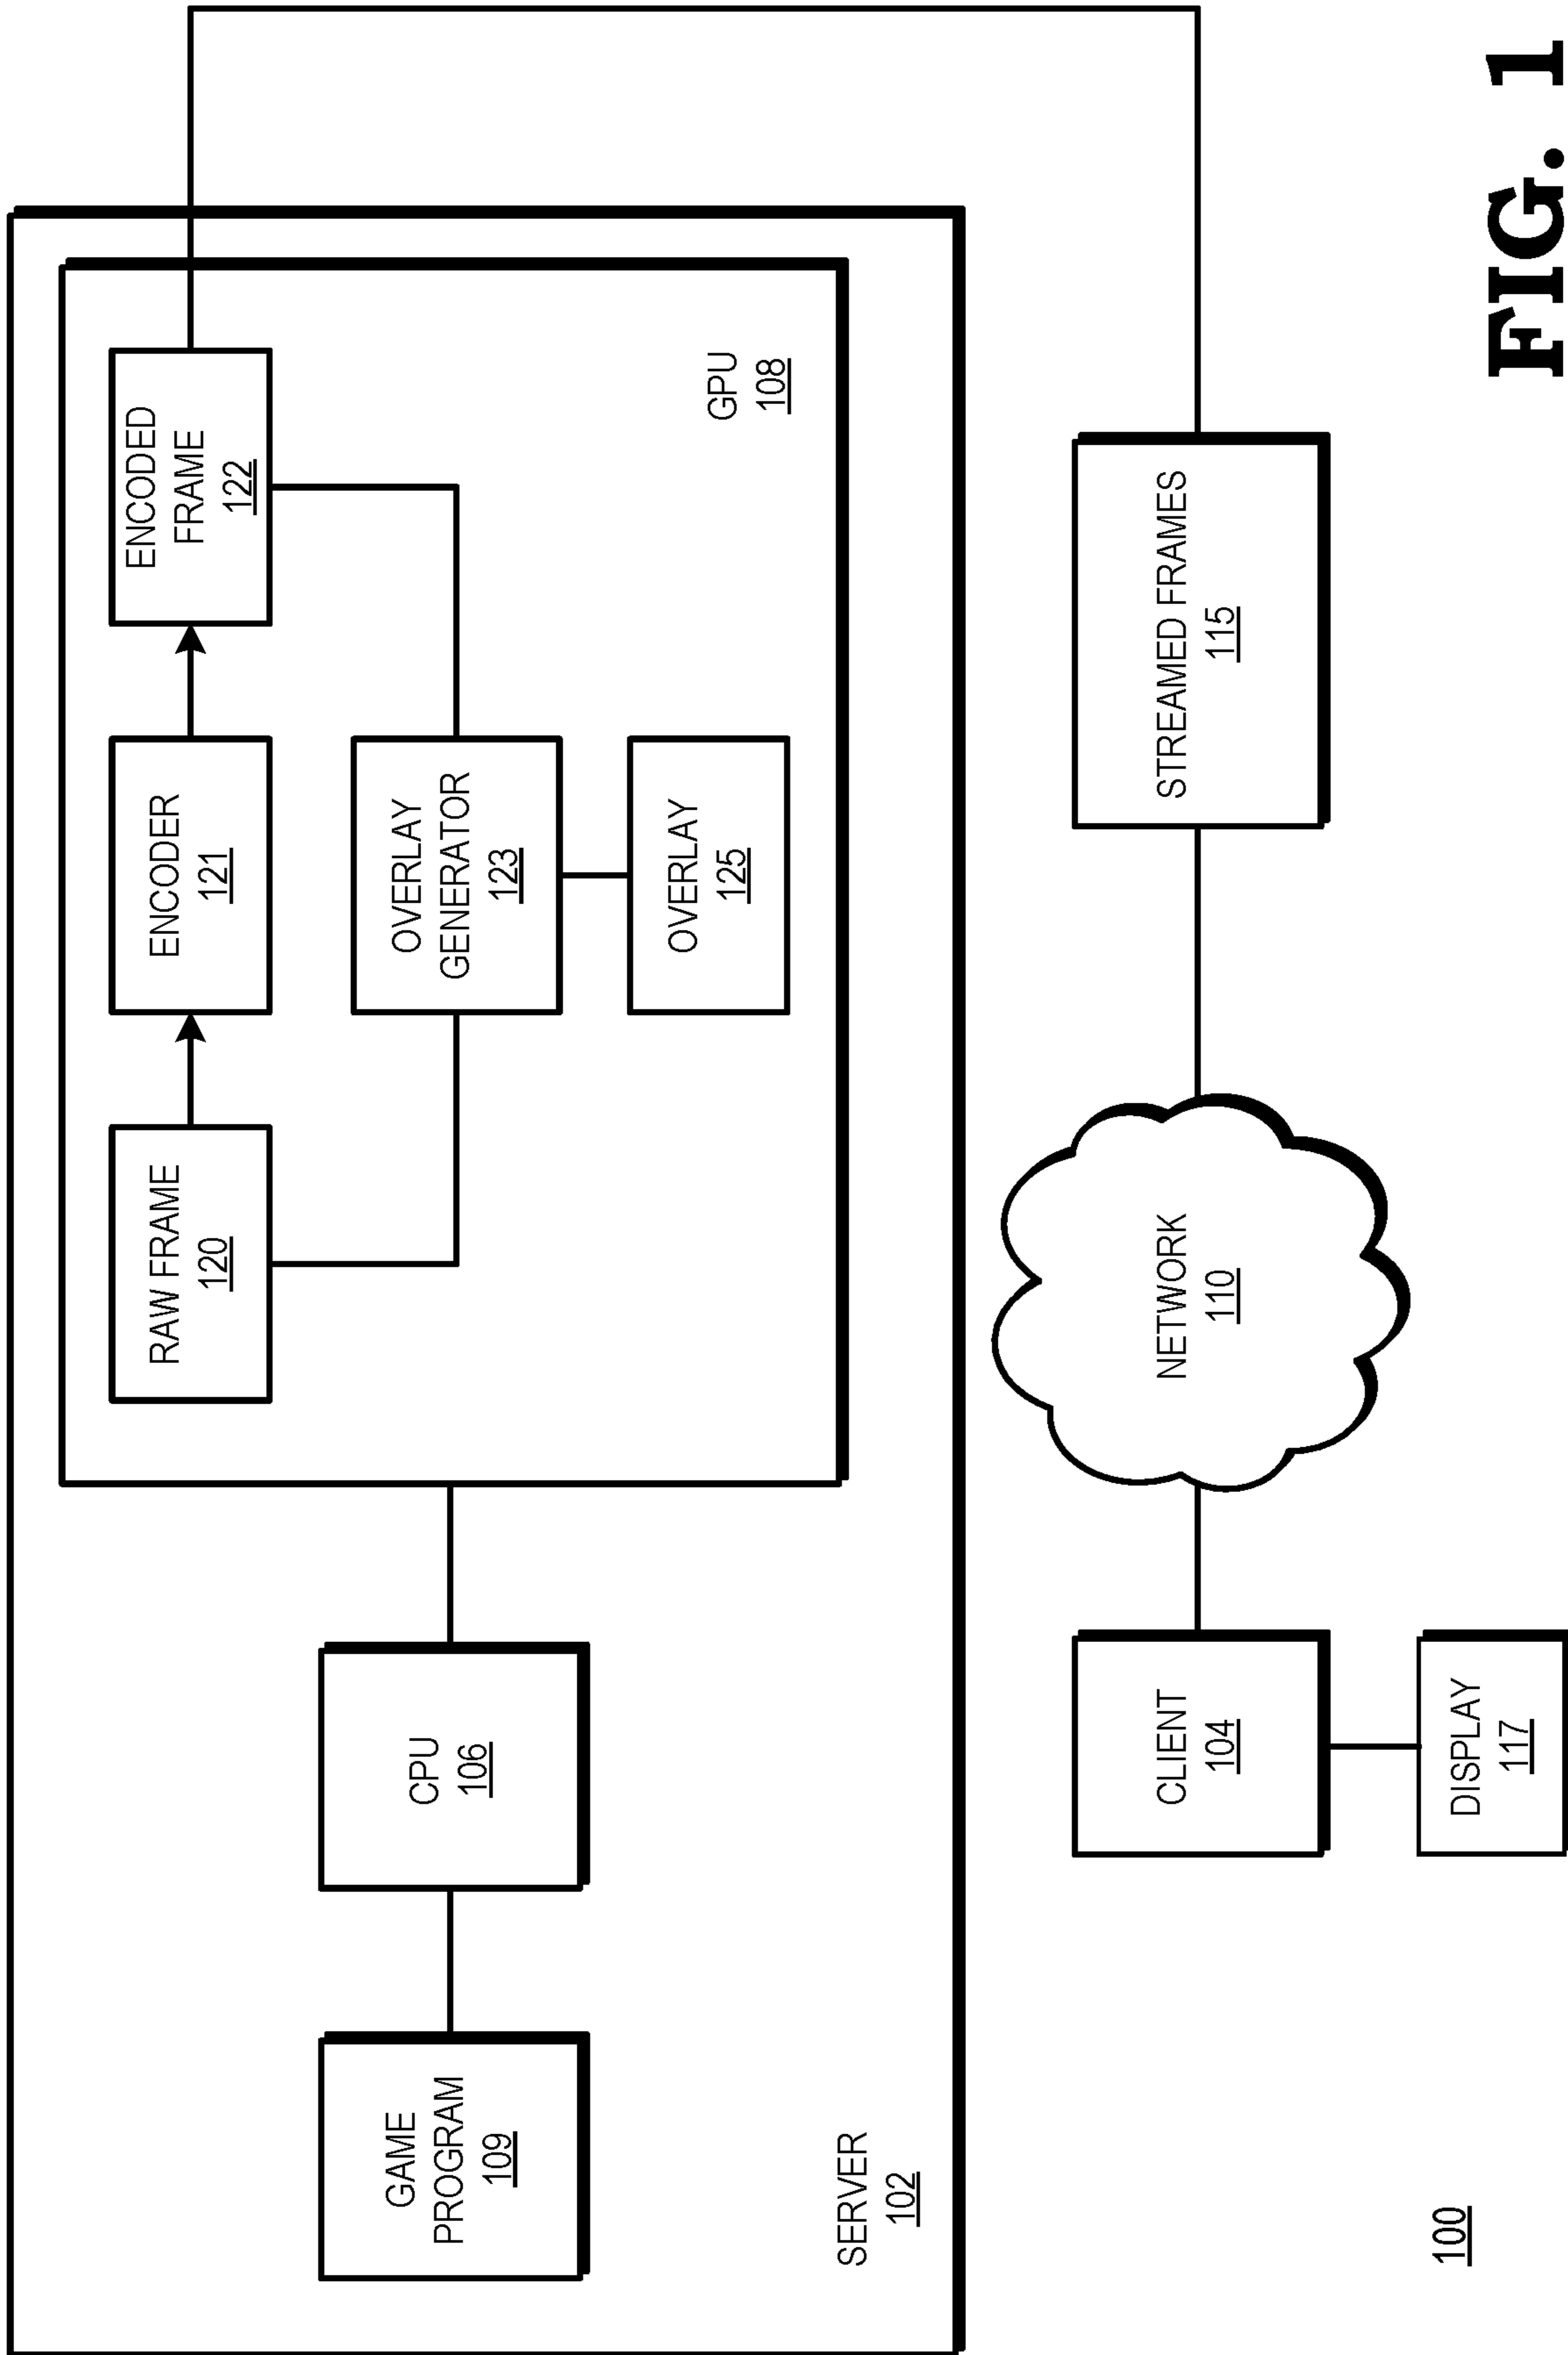 RAW FRAME
120
ENCODER
121
ENCODED
FRAME
122
GAME
PROGRAM
109
CPU
106
OVERLAY
GENERATOR
123
OVERLAY
125
GPU
108
SERVER
102
CLIENT
104
NETWORK
110
STREAMED FRAMES
115
DISPLAY
117
100
FIG. 1